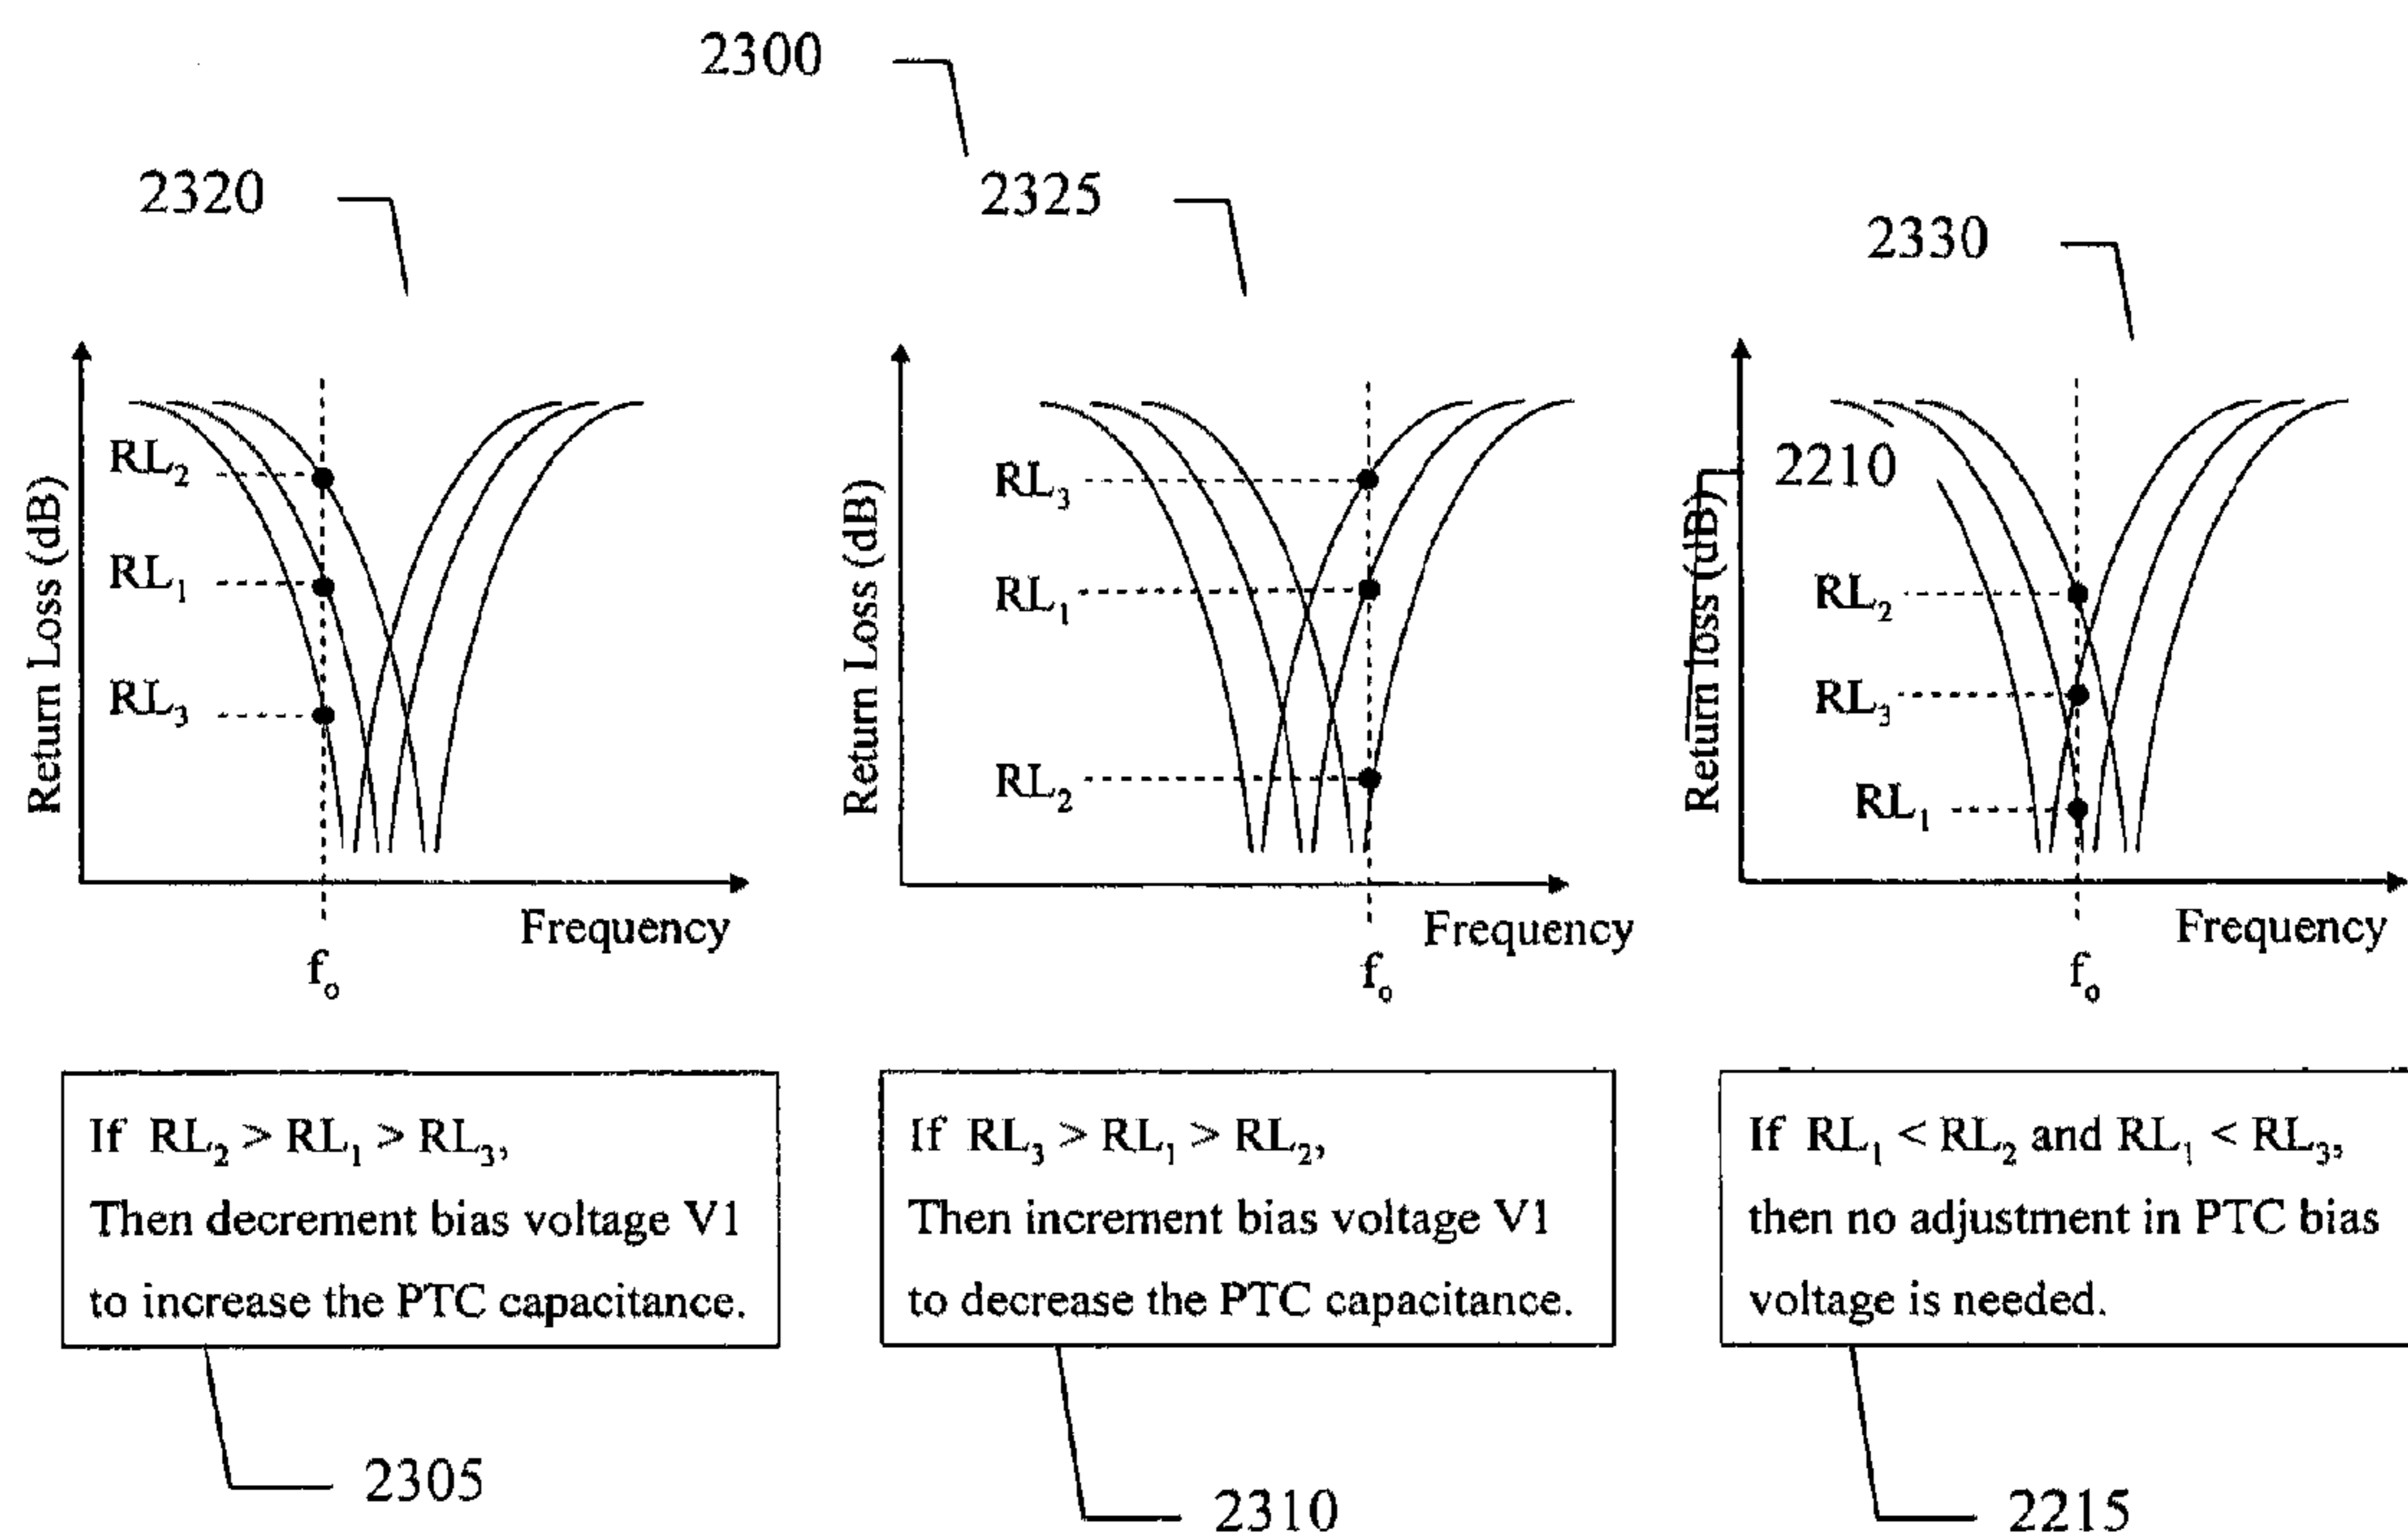 2300
2320
2325
2330
Return Loss (dB)
RL₂
RL₁
RL₃
Frequency
fₒ
Return Loss (dB)
RL₃
RL₁
RL₂
Frequency
fₒ
Return loss (dB)
2210
RL₂
RL₃
RL₁
Frequency
fₒ
If RL₂ > RL₁ > RL₃,
Then decrement bias voltage V1
to increase the PTC capacitance.
If RL₃ > RL₁ > RL₂,
Then increment bias voltage V1
to decrease the PTC capacitance.
If RL₁ < RL₂ and RL₁ < RL₃,
then no adjustment in PTC bias
voltage is needed.
2305
2310
2215